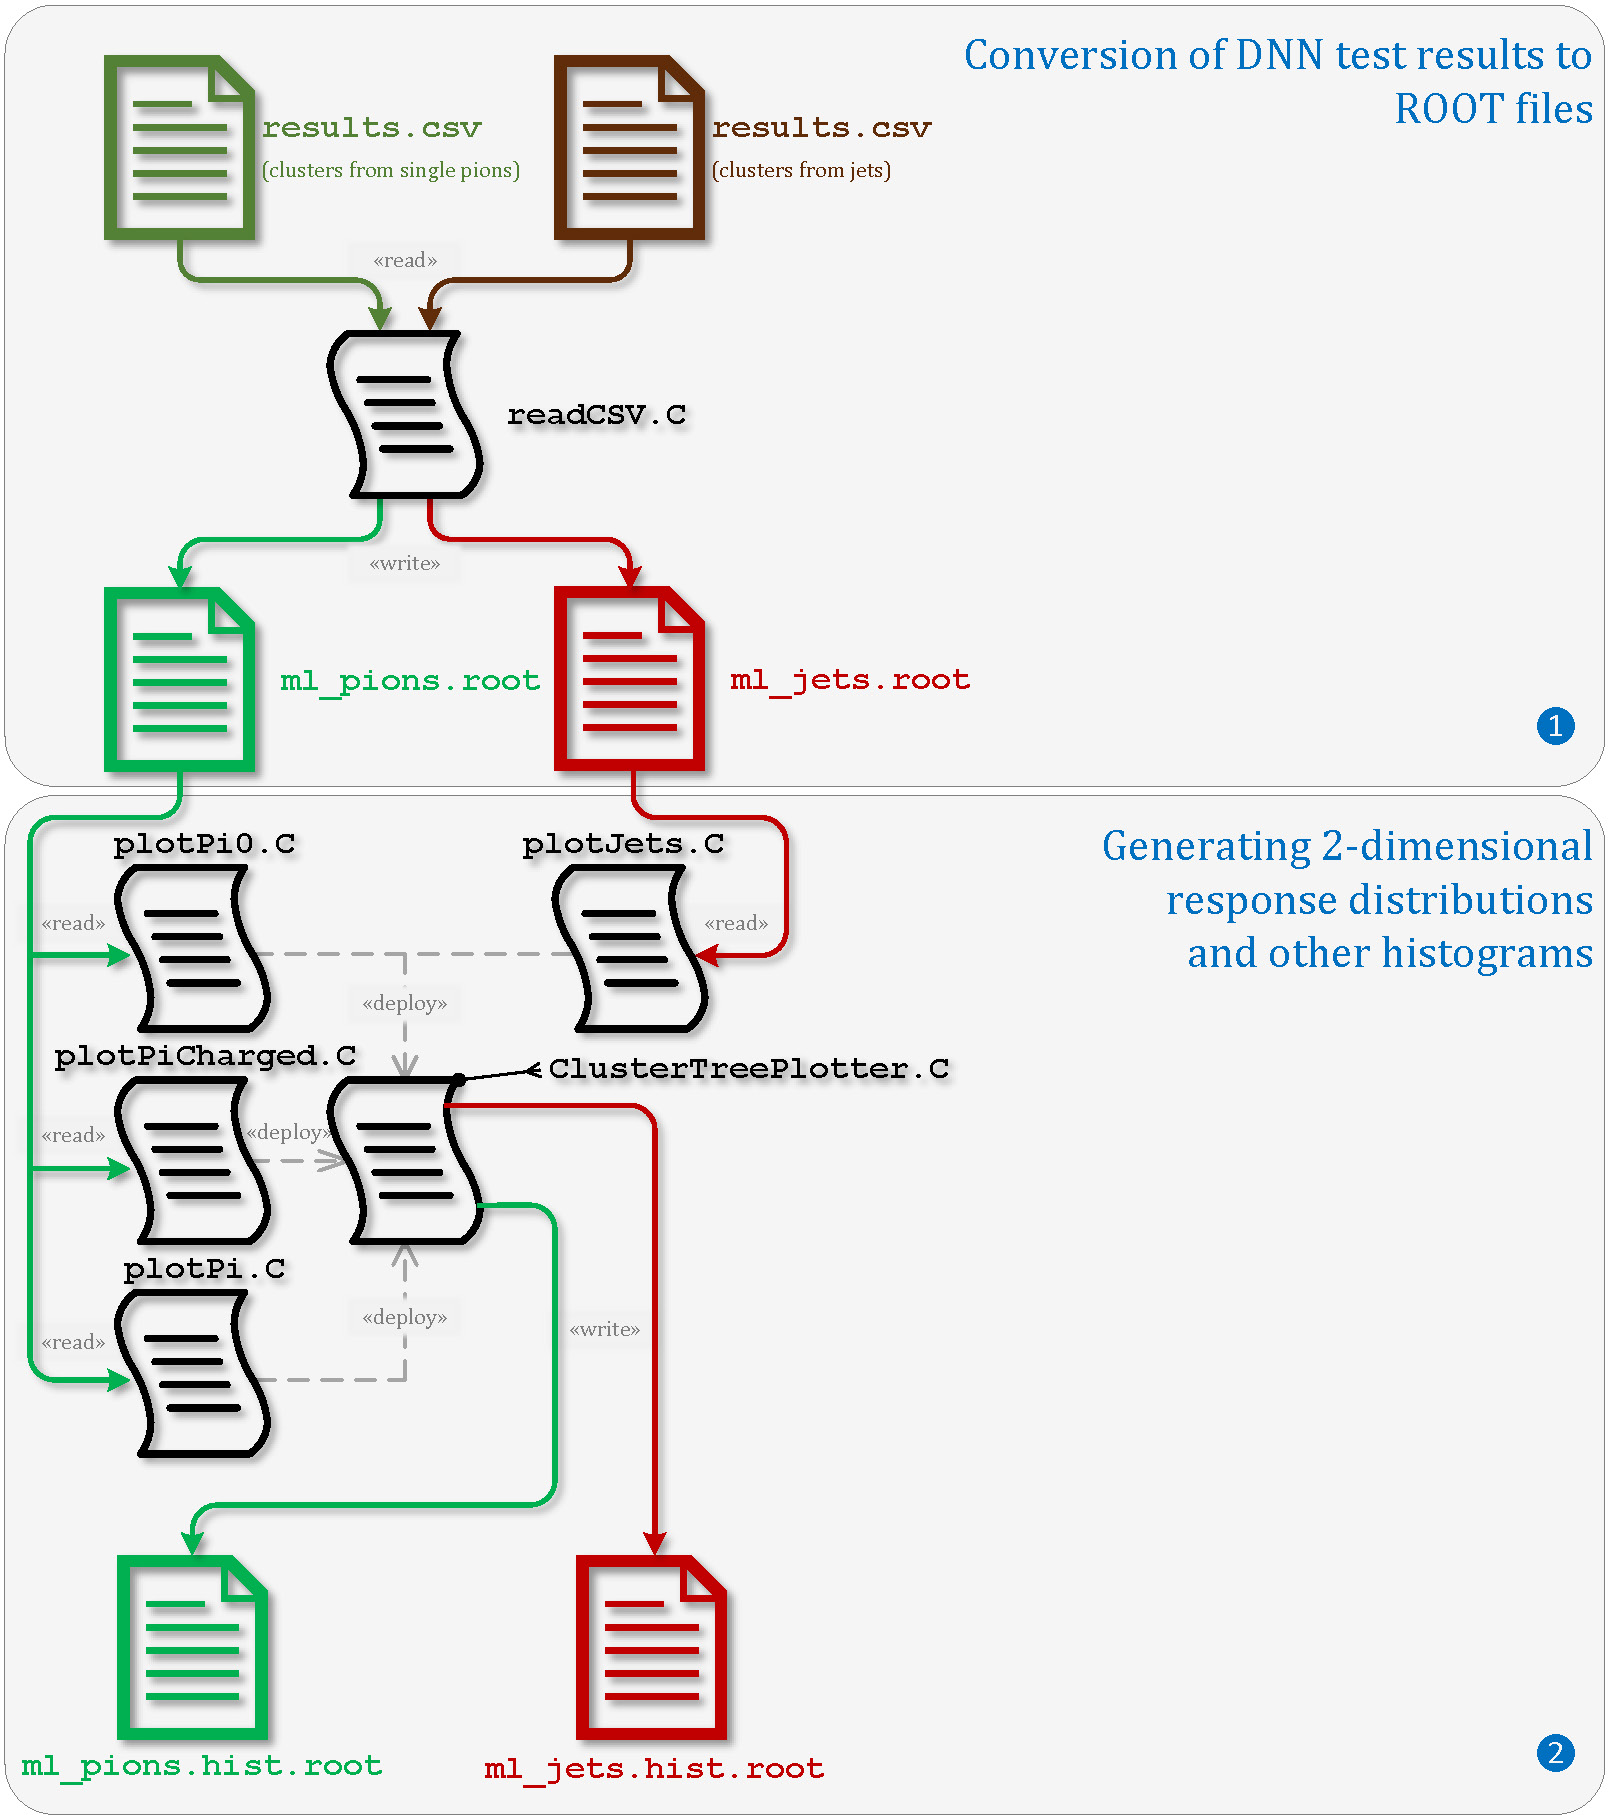 Conversion of DNN test results to
ROOT files
results.csv
(clusters from single pions)
results.csv
(clusters from jets)
«read»
readCSV.C
«write»
ml_pions.root
ml_jets.root
1
plotPi0.C
plotJets.C
Generating 2-dimensional
response distributions
and other histograms
«read»
«read»
«deploy»
plotPiCharged.C
ClusterTreePlotter.C
«read»
«deploy»
plotPi.C
«deploy»
«write»
«read»
ml_pions.hist.root
ml_jets.hist.root
2